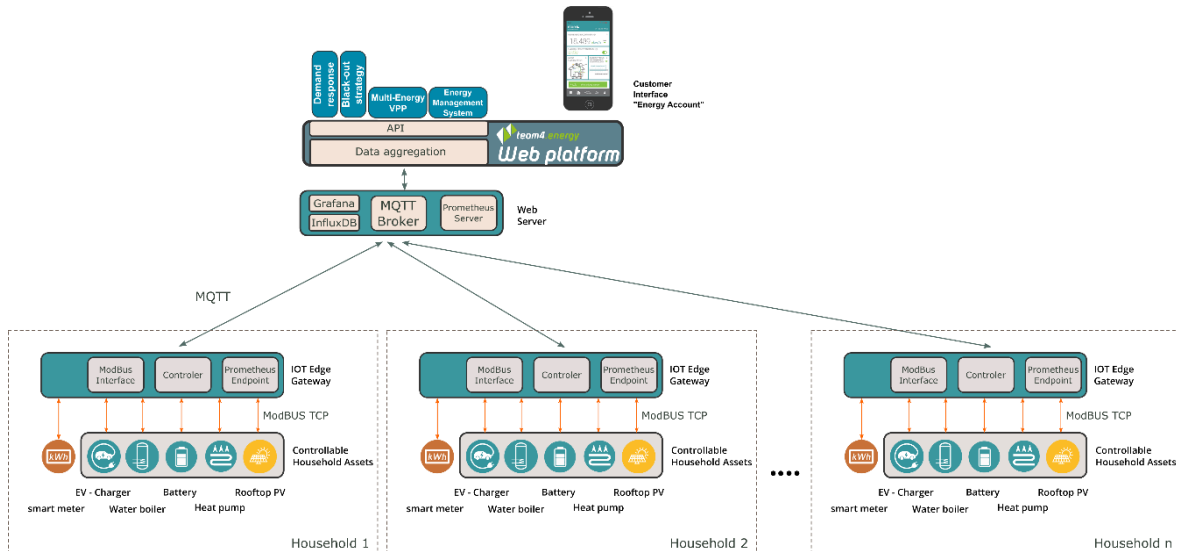 Demand
response
Black-out
strategy
Multi-Energy
VPP
Energy
Management
System
18.485
Customer
Interface
"Energy Account"
API
Data aggregation
team4.energy
Web platform
Grafana
InfluxDB
MQTT
Broker
Prometheus
Server
Web
Server
MQTT
ModBus
Interface
Controler
Prometheus
Endpoint
IOT Edge
Gateway
ModBUS TCP
kWh
Controllable
Household Assets
EV - Charger
Battery
Rooftop PV
smart meter
Water boiler
Heat pump
Household 1
ModBus
Interface
Controler
Prometheus
Endpoint
IOT Edge
Gateway
ModBUS TCP
kWh
Controllable
Household Assets
EV - Charger
Battery
Rooftop PV
smart meter
Water boiler
Heat pump
Household 2
....
ModBus
Interface
Controler
Prometheus
Endpoint
IOT Edge
Gateway
ModBUS TCP
kWh
Controllable
Household Assets
EV - Charger
Battery
Rooftop PV
smart meter
Water boiler
Heat pump
Household n